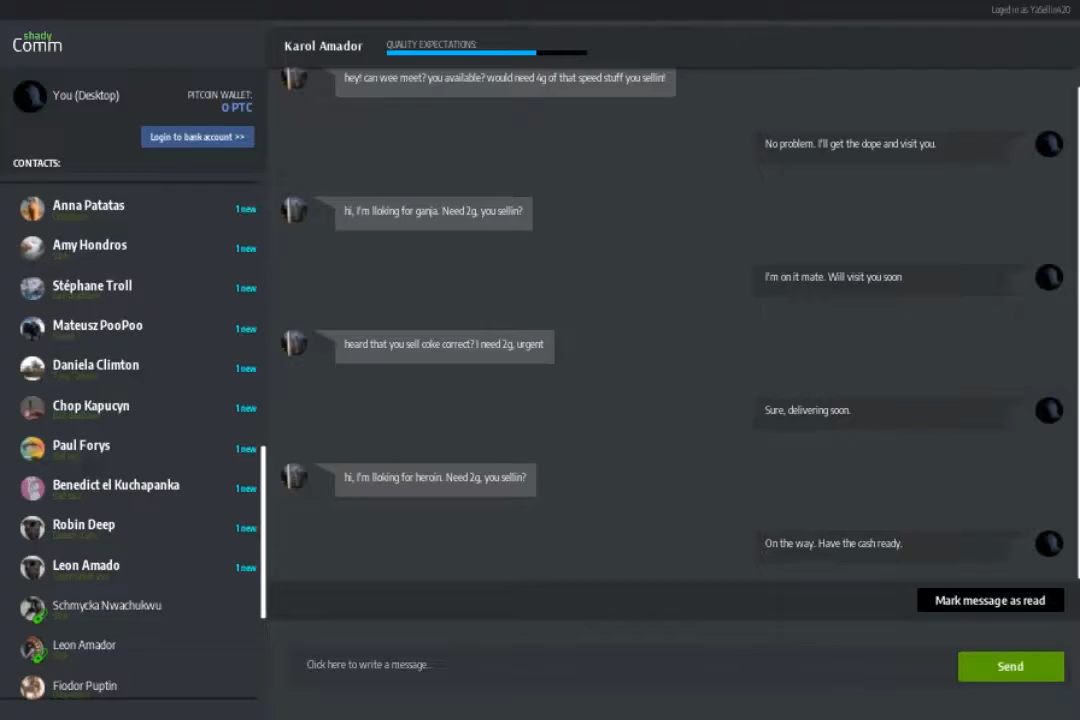 Loged in as YaSellin420
shady
Comm
Karol Amador
QUALITY EXPECTATIONS:
You (Desktop)
PITCOIN WALLET:
0 PTC
Login to bank account >>
CONTACTS:
Anna Patatas
1 new
Amy Hondros
1 new
Stéphane Troll
1 new
Mateusz PooPoo
1 new
Daniela Climton
1 new
Chop Kapucyn
1 new
Paul Forys
1 new
Benedict el Kuchapanka
1 new
Robin Deep
1 new
Leon Amado
1 new
Schmycka Nwachukwu
Leon Amador
Fiodor Puptin
hey! can wee meet? you available? would need 4g of that speed stuff you sellin!
No problem. I'll get the dope and visit you.
hi, I'm lloking for ganja. Need 2g, you sellin?
I'm on it mate. Will visit you soon
heard that you sell coke correct? I need 2g, urgent
Sure, delivering soon.
hi, I'm lloking for heroin. Need 2g, you sellin?
On the way. Have the cash ready.
Mark message as read
Click here to write a message...
Send